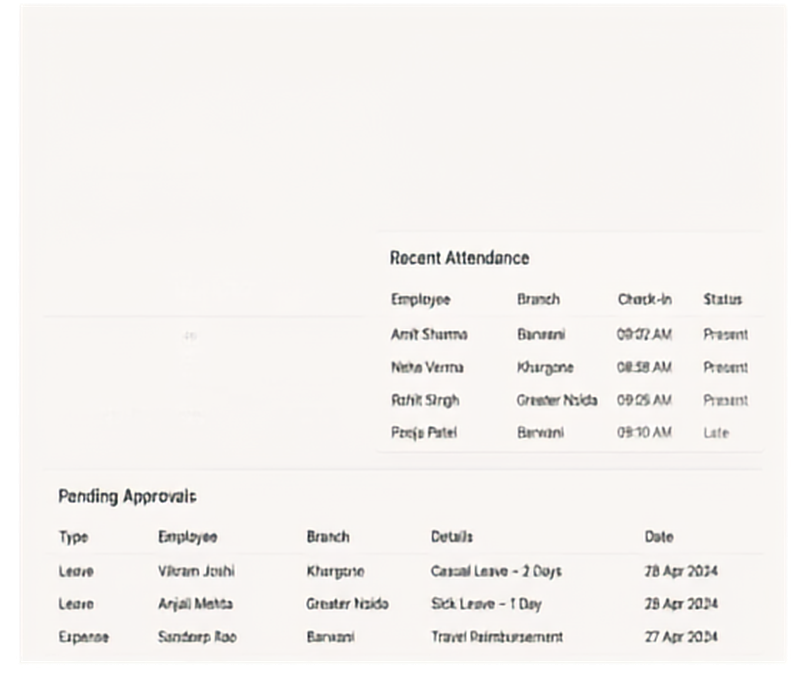 Recent Attendance
Employee Branch Check-In Status
Amit Sharma Barwani 09:02 AM Present
Neha Verma Khargone 08:58 AM Present
Rohit Singh Greater Noida 09:05 AM Present
Pooja Patel Barwani AM Late
Pending Approvals
Type Employee Branch Details Date
Leave Vikram Joshi Khargone Casual Leave - 2 Days 28 Apr 2024
Leave Anjali Mehta Greater Noida Sick Leave - 1 Day 28 Apr 2024
Expense Sandeep Rao Barwani Travel Reimbursement 27 Apr 2024